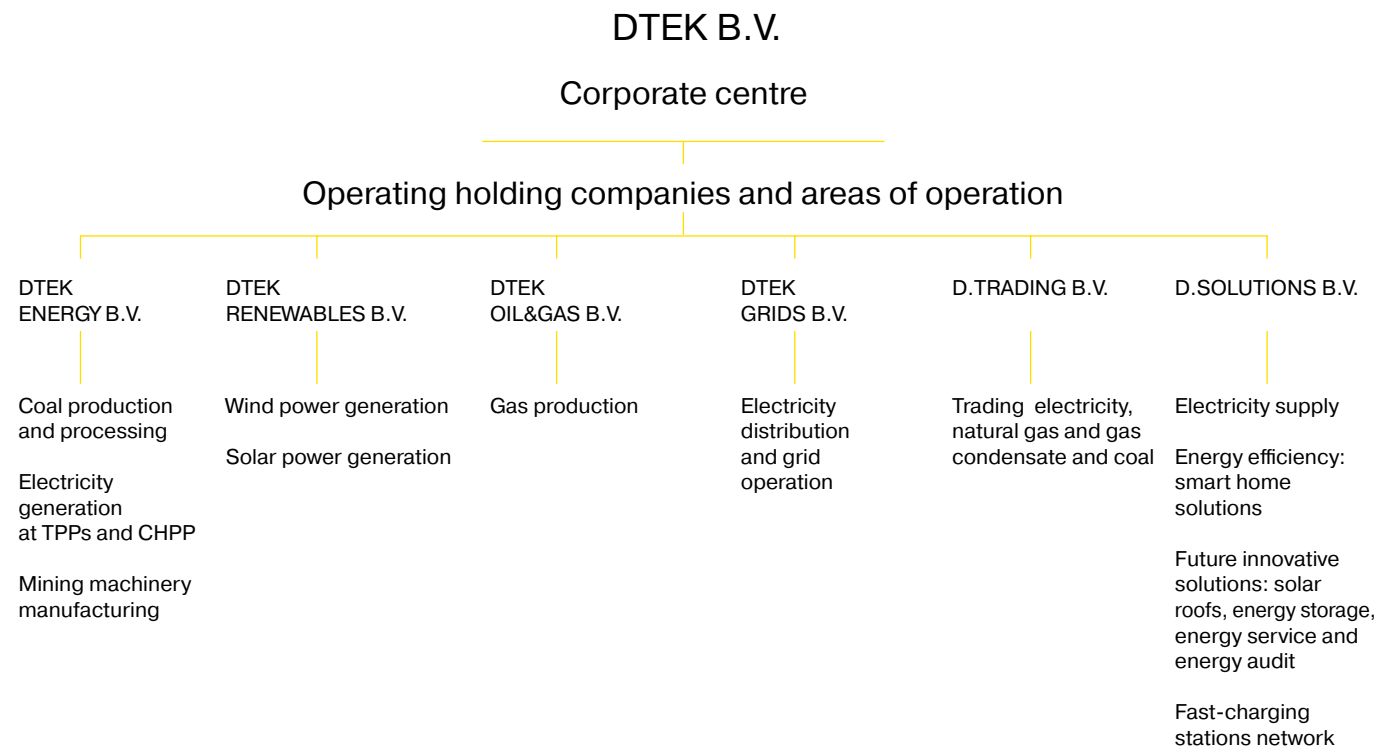 DTEK B.V.
Corporate centre
Operating holding companies and areas of operation
DTEK
ENERGY B.V.
Coal production
and processing
Electricity
generation
at TPPs and CHPP
Mining machinery
manufacturing
DTEK
RENEWABLES B.V.
Wind power generation
Solar power generation
DTEK
OIL&GAS B.V.
Gas production
DTEK
GRIDS B.V.
Electricity
distribution
and grid
operation
D.TRADING B.V.
Trading electricity,
natural gas and gas
condensate and coal
D.SOLUTIONS B.V.
Electricity supply
Energy efficiency:
smart home
solutions
Future innovative
solutions: solar
roofs, energy storage,
energy service and
energy audit
Fast-charging
stations network